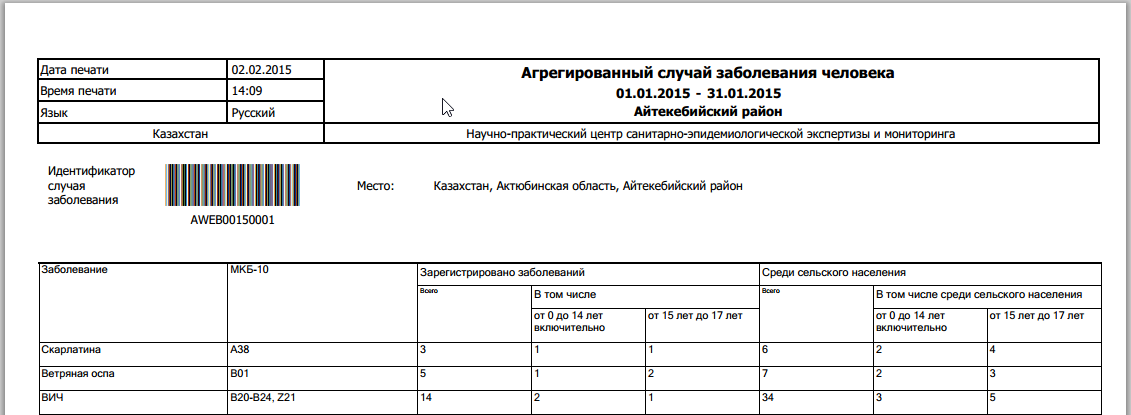 Дата печати 02.02.2015
Время печати 14:09
Язык Русский
Агрегированный случай заболевания человека
01.01.2015 - 31.01.2015
Айтекебийский район
Казахстан Научно-практический центр санитарно-эпидемиологической экспертизы и мониторинга
Идентификатор
случая
заболевания
AWEB00150001
Место: Казахстан, Актюбинская область, Айтекебийский район
Заболевание МКБ-10 Зарегистрировано заболеваний Среди сельского населения
Всего В том числе Всего В том числе среди сельского населения
от 0 до 14 лет
включительно
от 15 лет до 17 лет
от 0 до 14 лет
включительно
от 15 лет до 17 лет
Скарлатина A38 3 1 1 6 2 4
Ветряная оспа B01 5 1 2 7 2 3
ВИЧ B20-B24, Z21 14 2 1 34 3 5